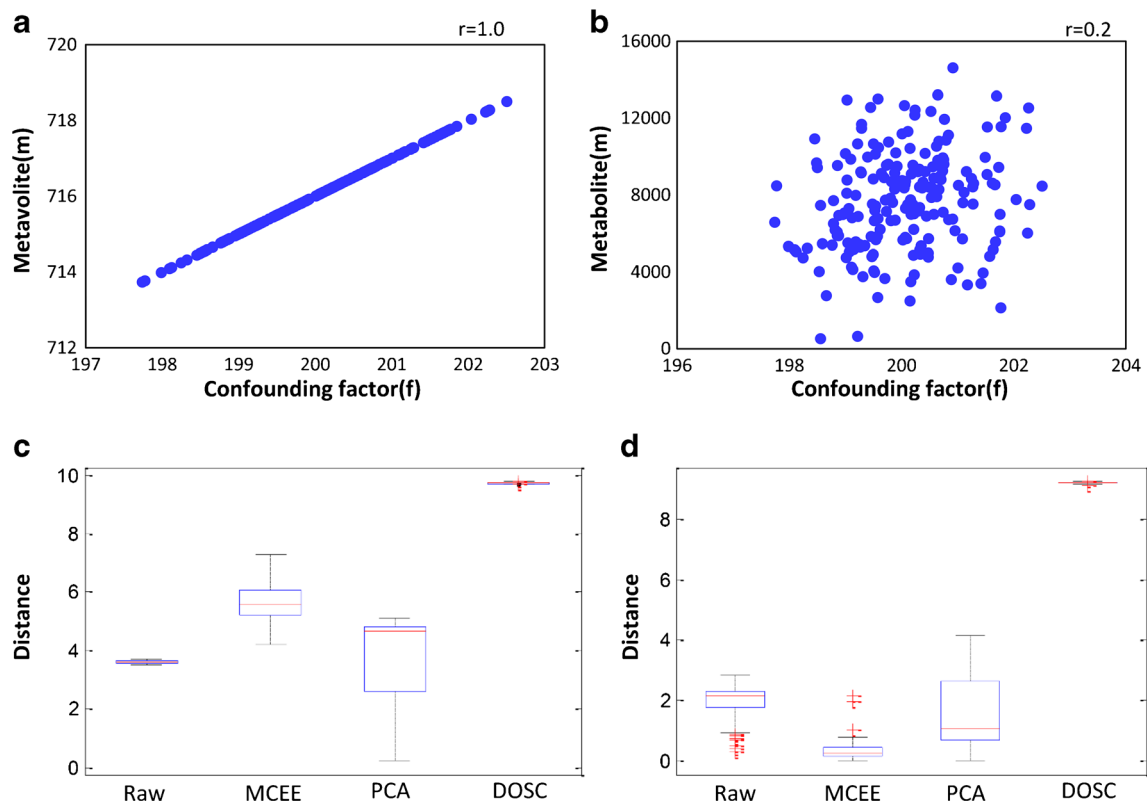 a
r=1.0
720
718
716
714
712
Metavolite(m)
197 198 199 200 201 202 203
Confounding factor(f)
b
r=0.2
16000
12000
8000
4000
0
Metabolite(m)
196 198 200 202 204
Confounding factor(f)
c
10
8
6
4
2
0
Distance
Raw MCEE PCA DOSC
d
8
6
4
2
0
Distance
Raw MCEE PCA DOSC